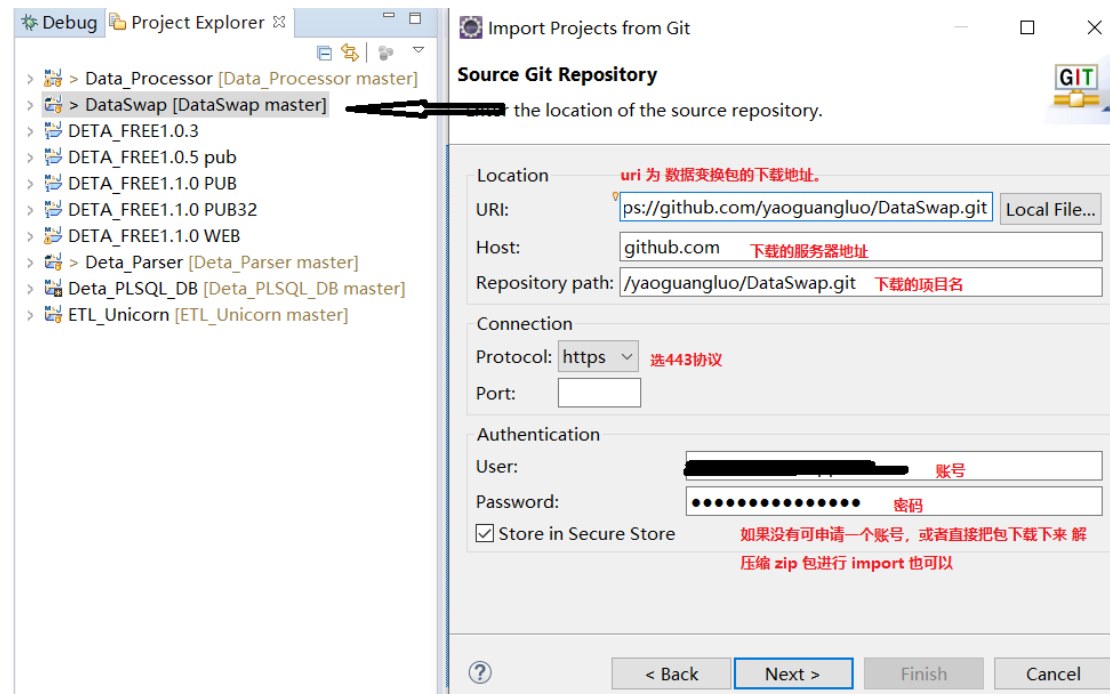 Debug Project Explorer
> Data_Processor [Data_Processor master]
> DataSwap [DataSwap master]
DETA_FREE1.0.3
DETA_FREE1.0.5 pub
DETA_FREE1.1.0 PUB
DETA_FREE1.1.0 PUB32
DETA_FREE1.1.0 WEB
> Deta_Parser [Deta_Parser master]
Deta_PLSQL_DB [Deta_PLSQL_DB master]
ETL_Unicorn [ETL_Unicorn master]
Import Projects from Git
Source Git Repository
GIT
the location of the source repository.
Location uri 为 数据变换包的下载地址。
URI: ps://github.com/yaoguangluo/DataSwap.git Local File...
Host: github.com 下载的服务器地址
Repository path: /yaoguangluo/DataSwap.git 下载的项目名
Connection
Protocol: https 选443协议
Port:
Authentication
User: 账号
Password: ●●●●●●●●●●●●●●● 密码
Store in Secure Store 如果没有可申请一个账号，或者直接把包下载下来 解
压缩 zip 包进行 import 也可以
< Back Next > Finish Cancel